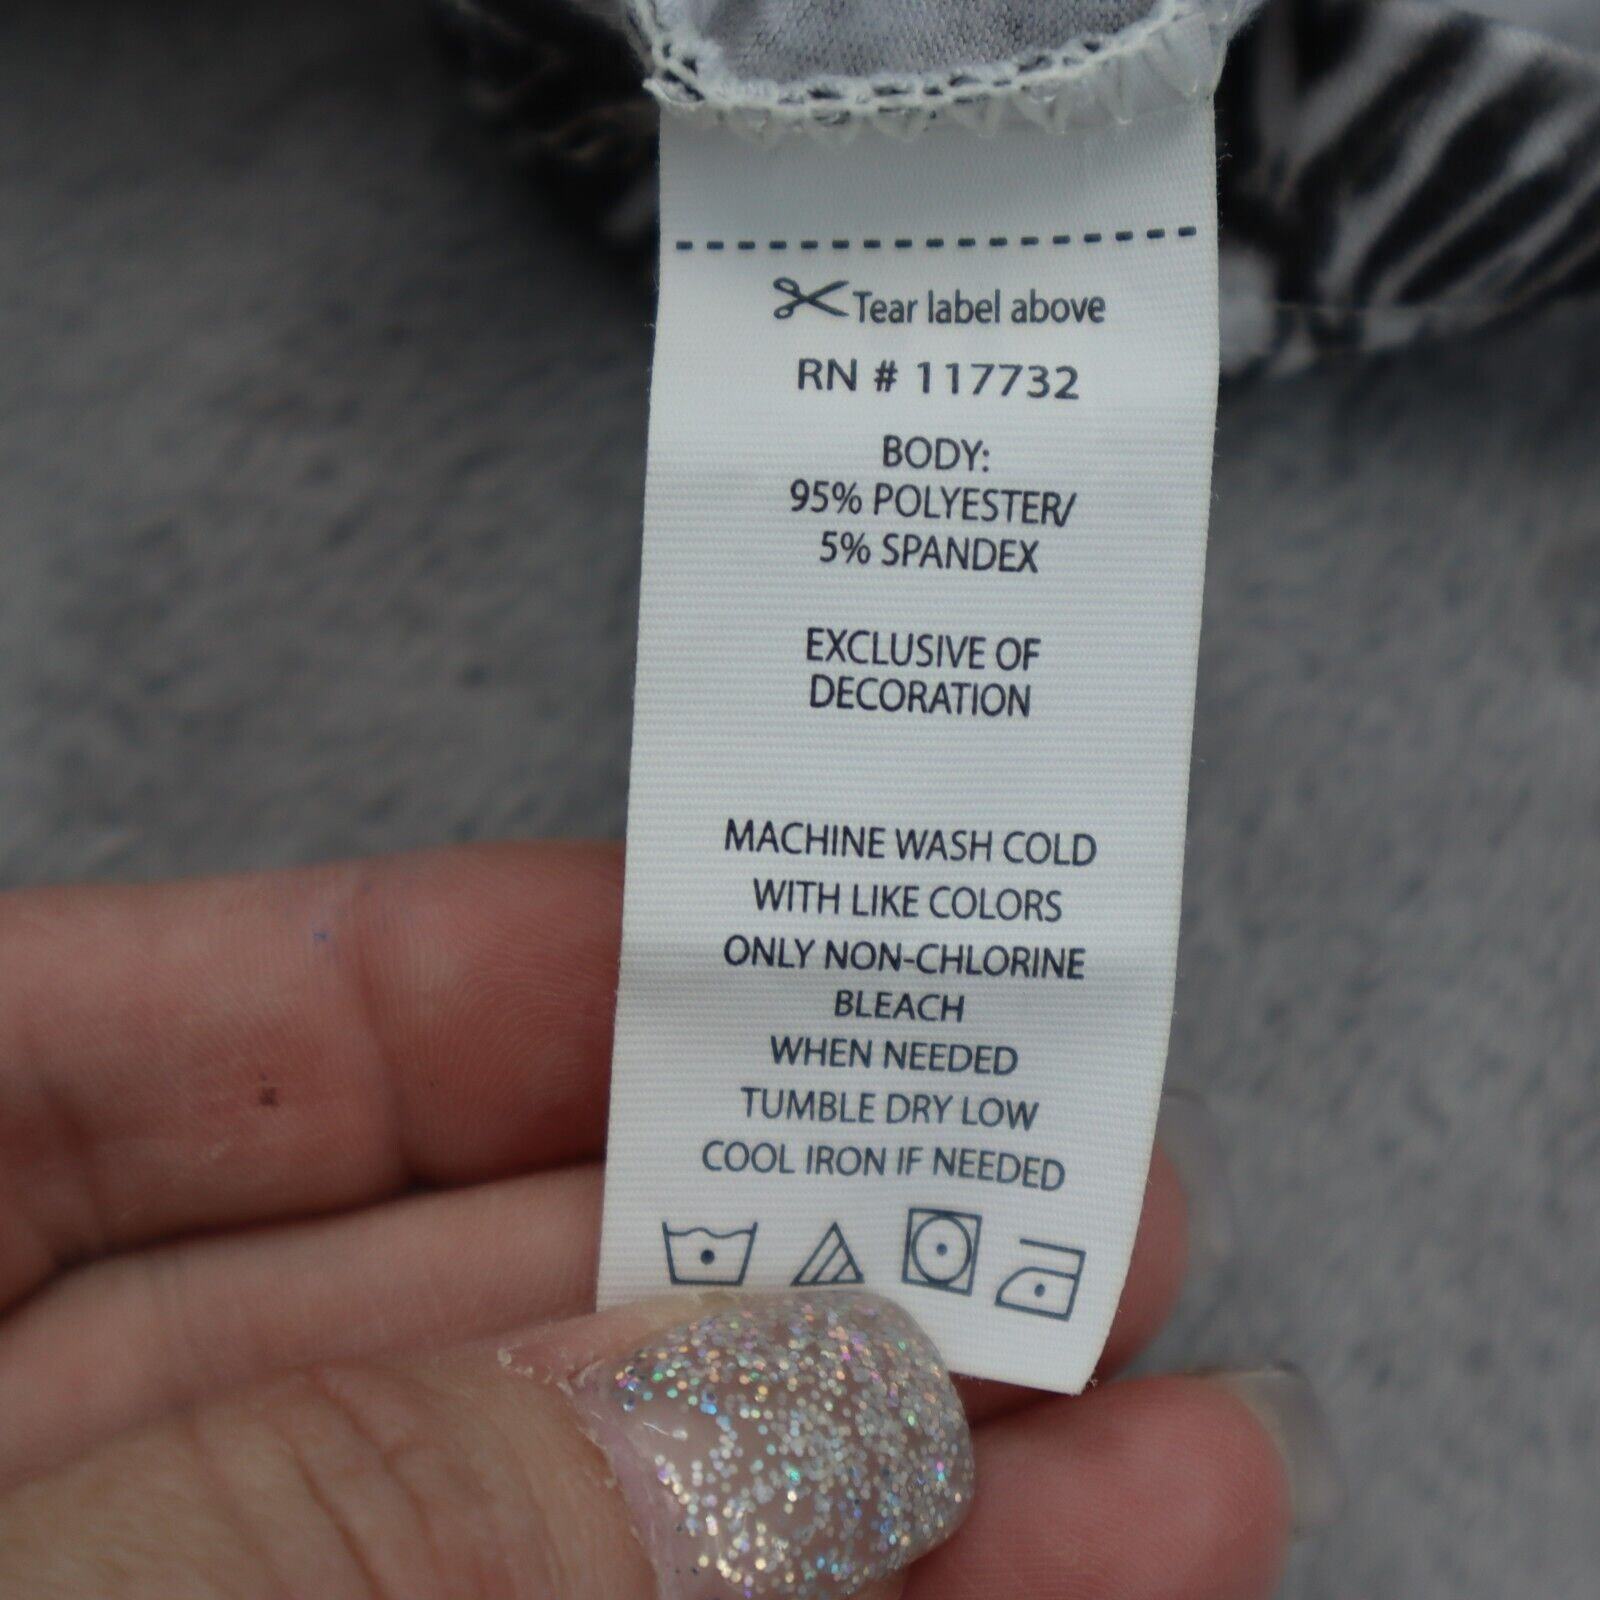 Tear label above
RN # 117732
BODY:
95% POLYESTER/
5% SPANDEX
EXCLUSIVE OF
DECORATION
MACHINE WASH COLD
WITH LIKE COLORS
ONLY NON-CHLORINE
BLEACH
WHEN NEEDED
TUMBLE DRY LOW
COOL IRON IF NEEDED